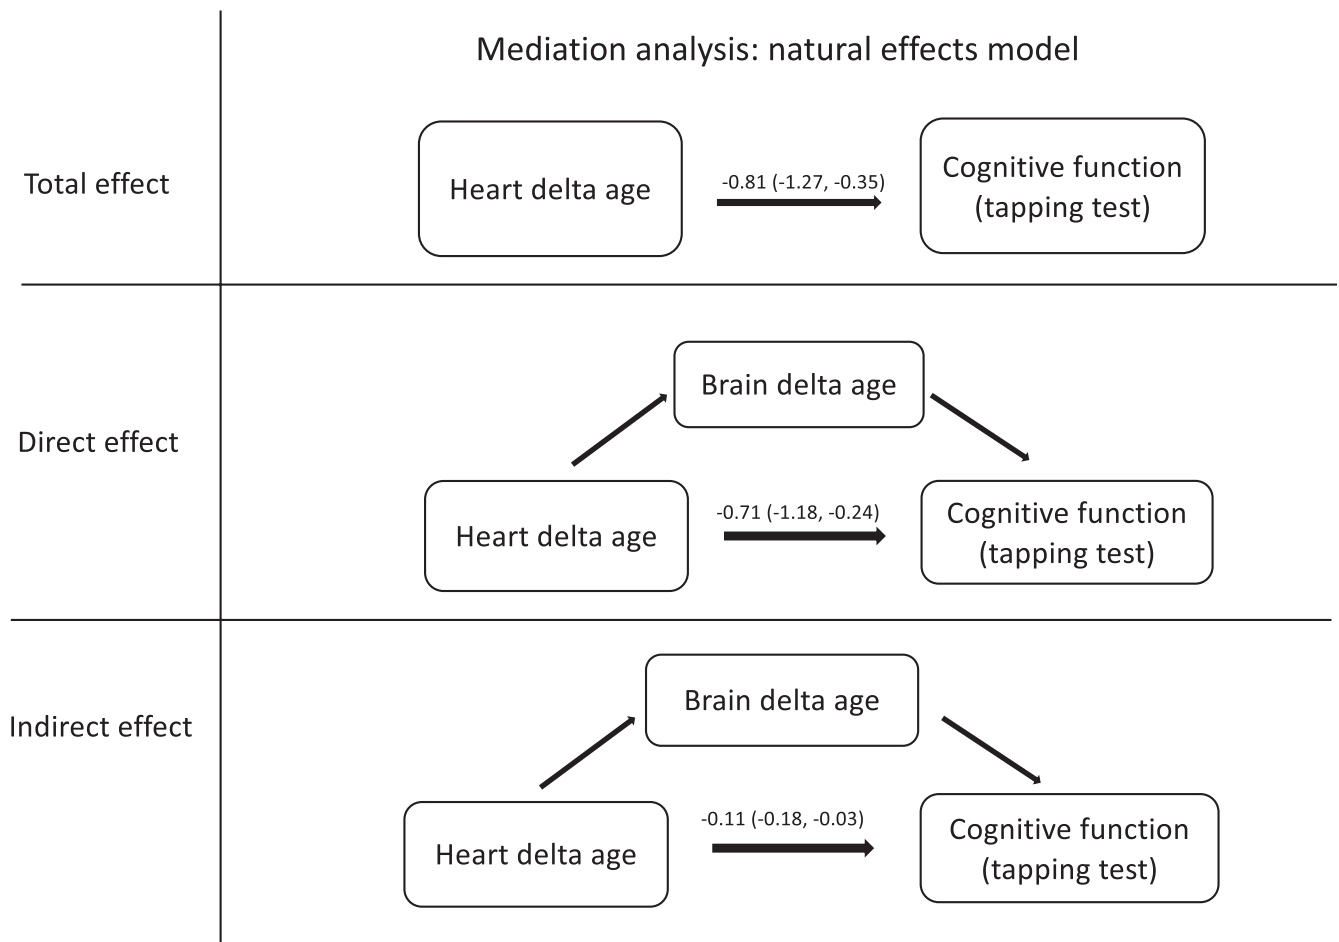 Mediation analysis: natural effects model
Total effect
Heart delta age
-0.81 (-1.27, -0.35)
Cognitive function
(tapping test)
Direct effect
Brain delta age
Heart delta age
-0.71 (-1.18, -0.24)
Cognitive function
(tapping test)
Indirect effect
Brain delta age
Heart delta age
-0.11 (-0.18, -0.03)
Cognitive function
(tapping test)